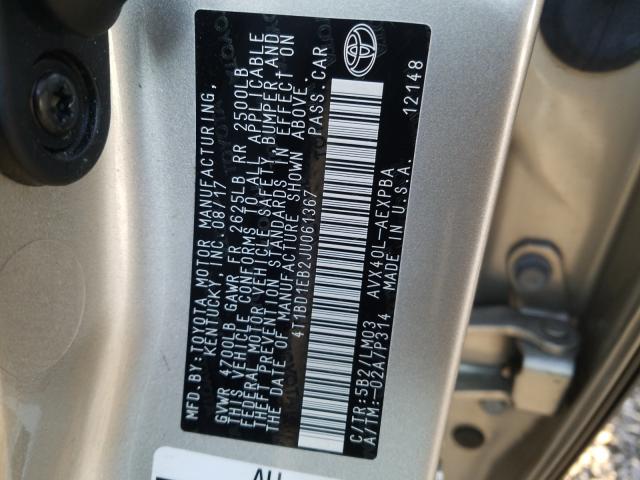 MFD.BY:TOYOTA MOTOR MANUFACTURING,
KENTUCKY, INC. 08/17
GVWR 4700LB GAWR FR 2625LB RR 2500LB
THIS VEHICLE CONFORMS TO ALL APPLICABLE
FEDERAL MOTOR VEHICLE SAFETY, BUMPER, AND
THEFT PREVENTION STANDARDS IN EFFECT ON
THE DATE OF MANUFACTURE SHOWN ABOVE.
4T1BD1EB2JU061367 PASS. CAR
C/TR:5B2/LM03 AVX40L-AEXPBA
A/TM:-02A/P314 MADE IN U.S.A.
12148